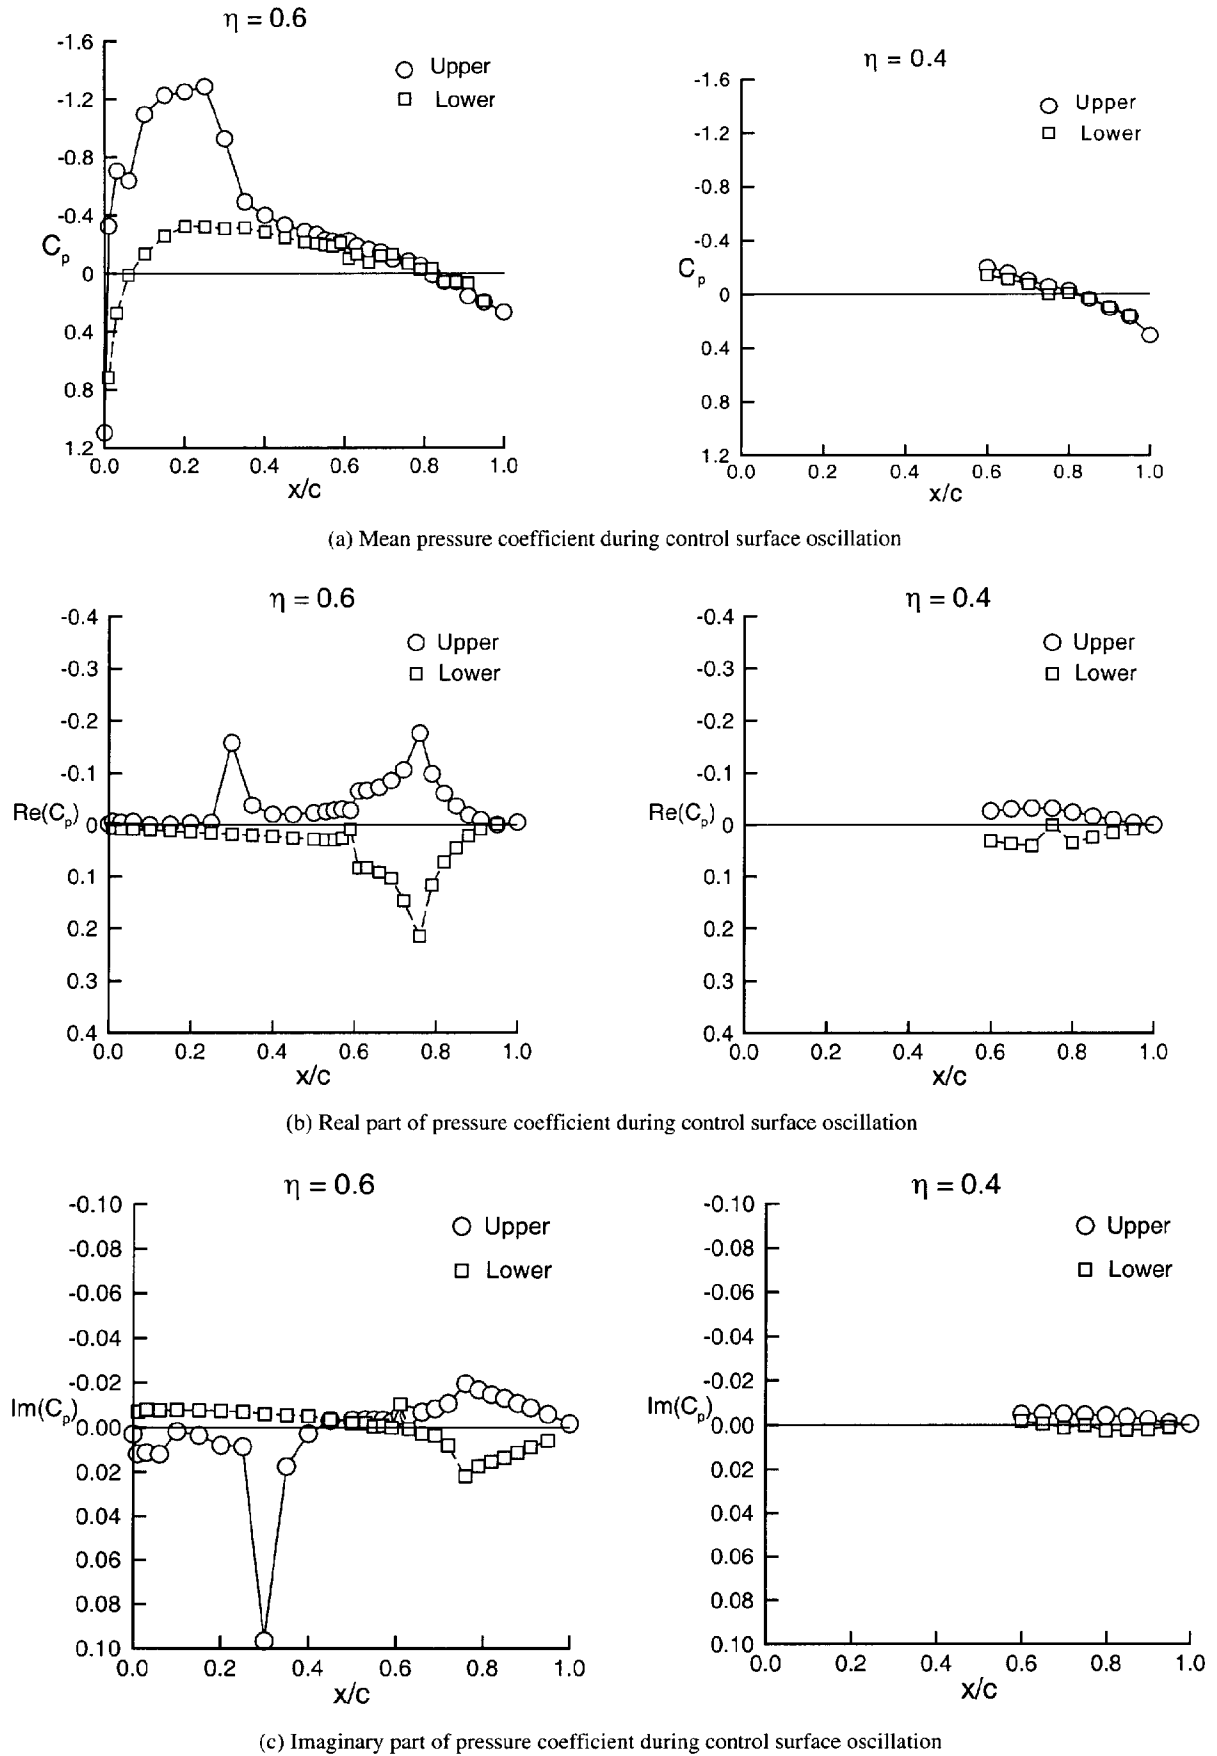 η = 0.6
-1.6
-1.2
-0.8
-0.4
0
0.4
0.8
1.2
Cp
Upper
Lower
0.0 0.2 0.4 0.6 0.8 1.0
x/c
η = 0.4
-1.6
-1.2
-0.8
-0.4
0
0.4
0.8
1.2
Cp
Upper
Lower
0.0 0.2 0.4 0.6 0.8 1.0
x/c
(a) Mean pressure coefficient during control surface oscillation
η = 0.6
-0.4
-0.3
-0.2
-0.1
0
0.1
0.2
0.3
0.4
Re(Cp)
Upper
Lower
0.0 0.2 0.4 0.6 0.8 1.0
x/c
η = 0.4
-0.4
-0.3
-0.2
-0.1
0
0.1
0.2
0.3
0.4
Re(Cp)
Upper
Lower
0.0 0.2 0.4 0.6 0.8 1.0
x/c
(b) Real part of pressure coefficient during control surface oscillation
η = 0.6
-0.10
-0.08
-0.06
-0.04
-0.02
0.00
0.02
0.04
0.06
0.08
0.10
Im(Cp)
Upper
Lower
0.0 0.2 0.4 0.6 0.8 1.0
x/c
η = 0.4
-0.10
-0.08
-0.06
-0.04
-0.02
0.00
0.02
0.04
0.06
0.08
0.10
Im(Cp)
Upper
Lower
0.0 0.2 0.4 0.6 0.8 1.0
x/c
(c) Imaginary part of pressure coefficient during control surface oscillation